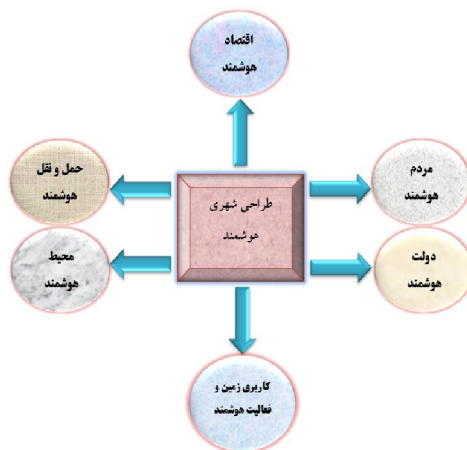 اقتصاد
هوشمند
مردم
هوشمند
حمل و نقل
هوشمند
طراحی شهری
هوشمند
دولت
هوشمند
محیط
هوشمند
کاربری زمین و
فعالیت هوشمند